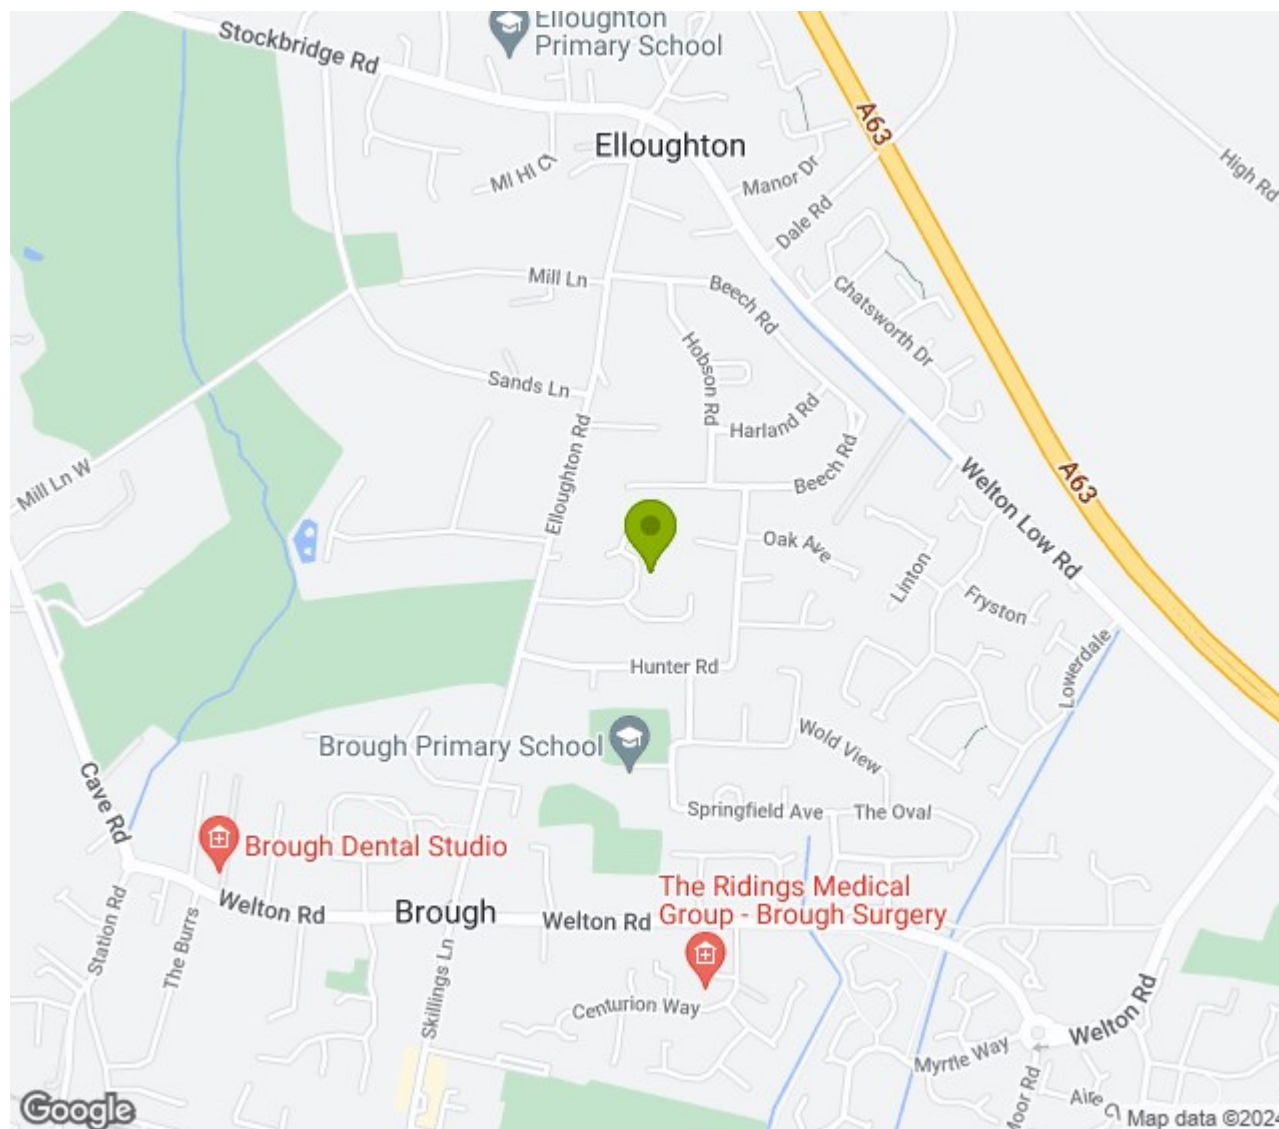 Elloughton
Primary School
Stockbridge Rd
A63
Elloughton
High Rd
Manor Dr
Ml Hl Ct
Dale Rd
Mill Ln
Beech Rd
Chatsworth Dr
Hobson Rd
Sands Ln
Harland Rd
Elloughton Rd
Beech Rd
Mill Ln W
A63
Welton Low Rd
Oak Ave
Linton
Fryston
Lowerdale
Hunter Rd
Brough Primary School
Wold View
Cave Rd
Springfield Ave
The Oval
Brough Dental Studio
The Ridings Medical
Group - Brough Surgery
Station Rd
The Burrs
Welton Rd
Brough
Welton Rd
Skillings Ln
Centurion Way
Welton Rd
Myrtle Way
Moor Rd
Aire
Google
Map data ©2024